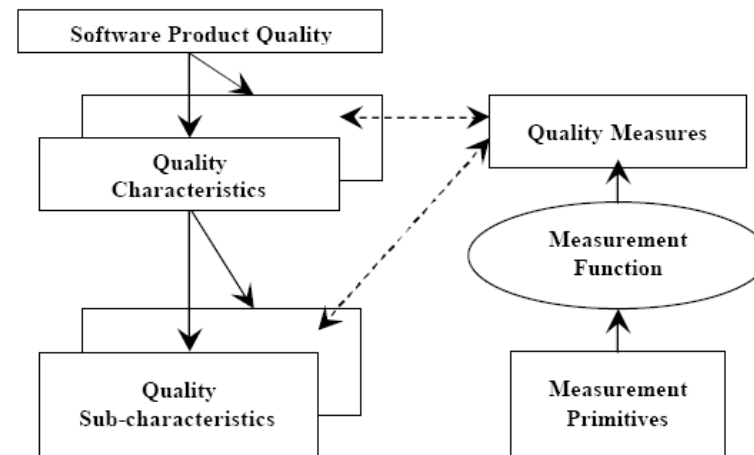 Software Product Quality
Quality
Characteristics
Quality Measures
Measurement
Function
Quality
Sub-characteristics
Measurement
Primitives